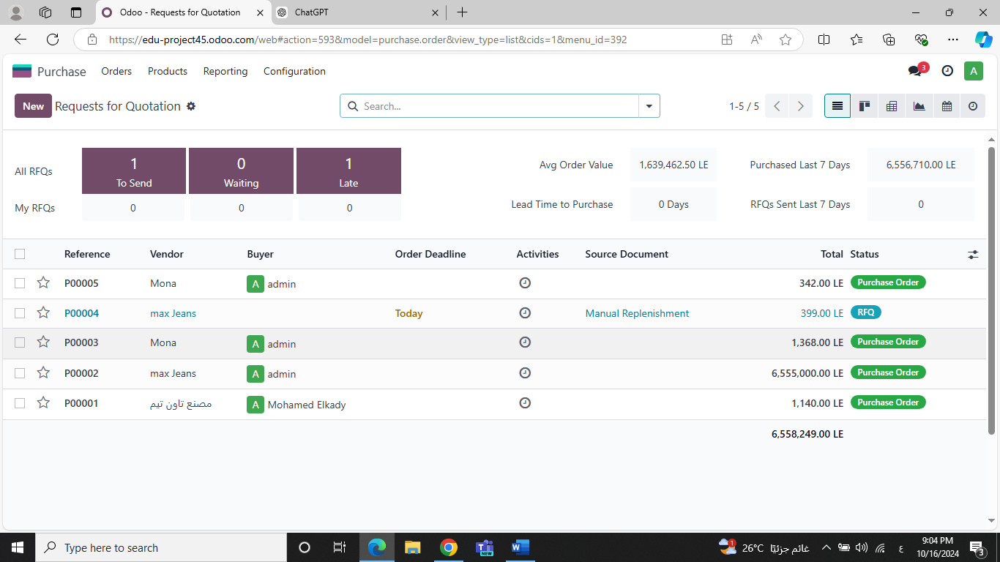 Odoo - Requests for Quotation
ChatGPT
https://edu-project45.odoo.com/web#action=593&model=purchase.order&view_type=list&cids=1&menu_id=392
Purchase Orders Products Reporting Configuration 3 A
New Requests for Quotation Search... 1-5 / 5
All RFQs 1 To Send 0 Waiting 1 Late
My RFQs 0 0 0
Avg Order Value 1,639,462.50 LE Purchased Last 7 Days 6,556,710.00 LE
Lead Time to Purchase 0 Days RFQs Sent Last 7 Days 0
Reference Vendor Buyer Order Deadline Activities Source Document Total Status
P00005 Mona A admin 342.00 LE Purchase Order
P00004 max Jeans Today Manual Replenishment 399.00 LE RFQ
P00003 Mona A admin 1,368.00 LE Purchase Order
P00002 max Jeans A admin 6,555,000.00 LE Purchase Order
P00001 مصنع تاون تيم A Mohamed Elkady 1,140.00 LE Purchase Order
6,558,249.00 LE
Type here to search
NEW
1
26°C غائم جزئيًا
ع
9:04 PM
10/16/2024
3